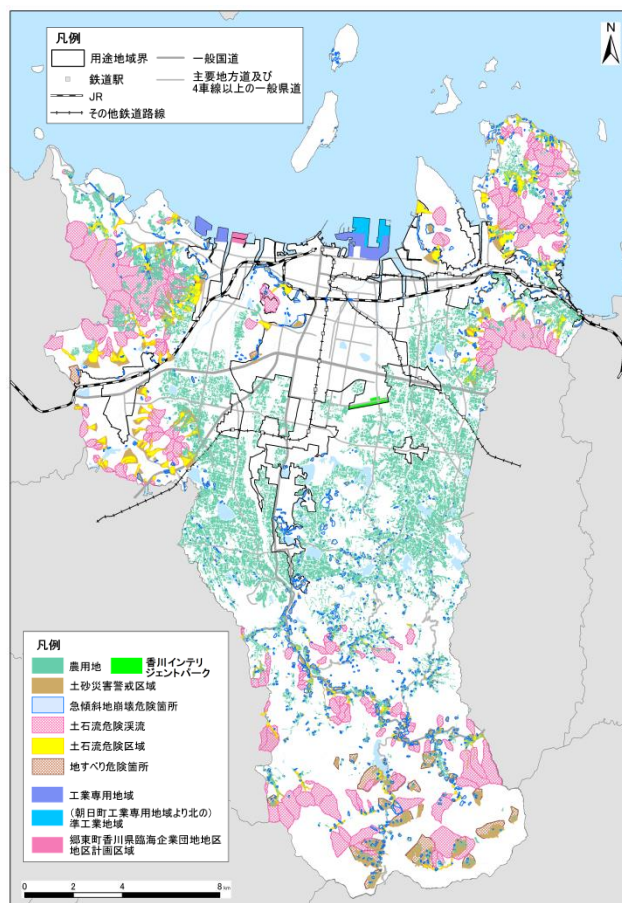 凡例
用途地域界
一般国道
鉄道駅
主要地方道及び
4車線以上の一般県道
JR
その他鉄道路線
N
凡例
農用地
香川インテリ
ジェントパーク
土砂災害警戒区域
急傾斜地崩壊危険箇所
土石流危険渓流
土石流危険区域
地すべり危険箇所
工業専用地域
(朝日町工業専用地域より北の)
準工業地域
郷東町香川県臨海企業団地地区
地区計画区域
0 2 4 8 km